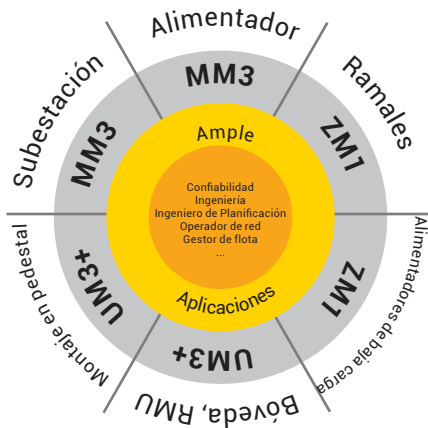 Alimentador
MM3
Ramales
ZM1
Alimentadores de baja carga
ZM1
Bóveda, RMU
UM3+
Montaje en pedestal
UM3+
Subestación
MM3
Ample
Confiabilidad
Ingeniería
Ingeniero de Planificación
Operador de red
Gestor de flota
...
Aplicaciones